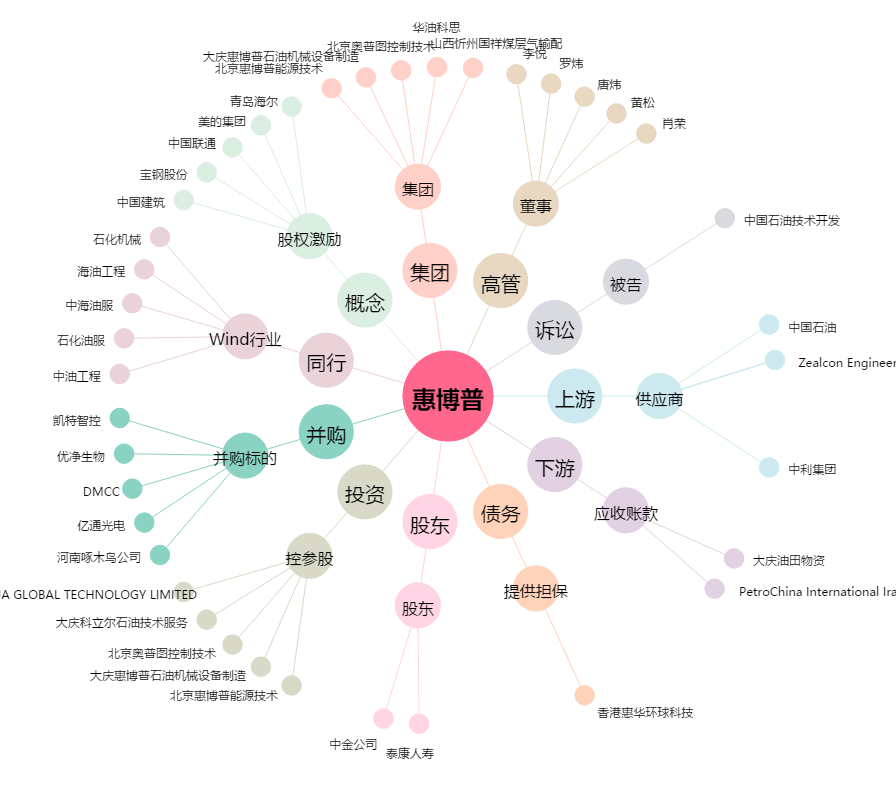 华油科思
北京奥普图控制技术
山西忻州国祥煤层气输配
大庆惠博普石油机械设备制造
北京惠博普能源技术
李悦
罗炜
唐炜
黄松
肖荣
青岛海尔
美的集团
中国联通
宝钢股份
中国建筑
集团
董事
股权激励
石化机械
海油工程
中海油服
石化油服
中油工程
Wind行业
集团
高管
概念
同行
诉讼
被告
中国石油技术开发
中国石油
Zealcon Engineer
惠博普
上游
供应商
中利集团
凯特智控
优净生物
DMCC
亿通光电
河南啄木鸟公司
并购标的
并购
投资
股东
债务
下游
应收账款
大庆油田物资
PetroChina International Ira
控参股
股东
提供担保
A GLOBAL TECHNOLOGY LIMITED
大庆科立尔石油技术服务
北京奥普图控制技术
大庆惠博普石油机械设备制造
北京惠博普能源技术
中金公司
泰康人寿
香港惠华环球科技